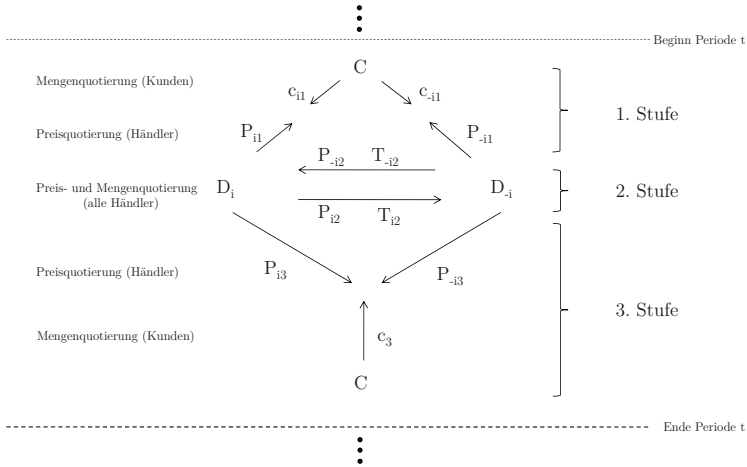 Beginn Periode t
C
Mengenquotierung (Kunden)
c_i1
c_-i1
1. Stufe
Preisquotierung (Händler)
P_i1
P_-i1
P_-i2 T_-i2
Preis- und Mengenquotierung
(alle Händler)
D_i
D_-i
2. Stufe
P_i2 T_i2
Preisquotierung (Händler)
P_i3
P_-i3
3. Stufe
Mengenquotierung (Kunden)
c_3
C
Ende Periode t